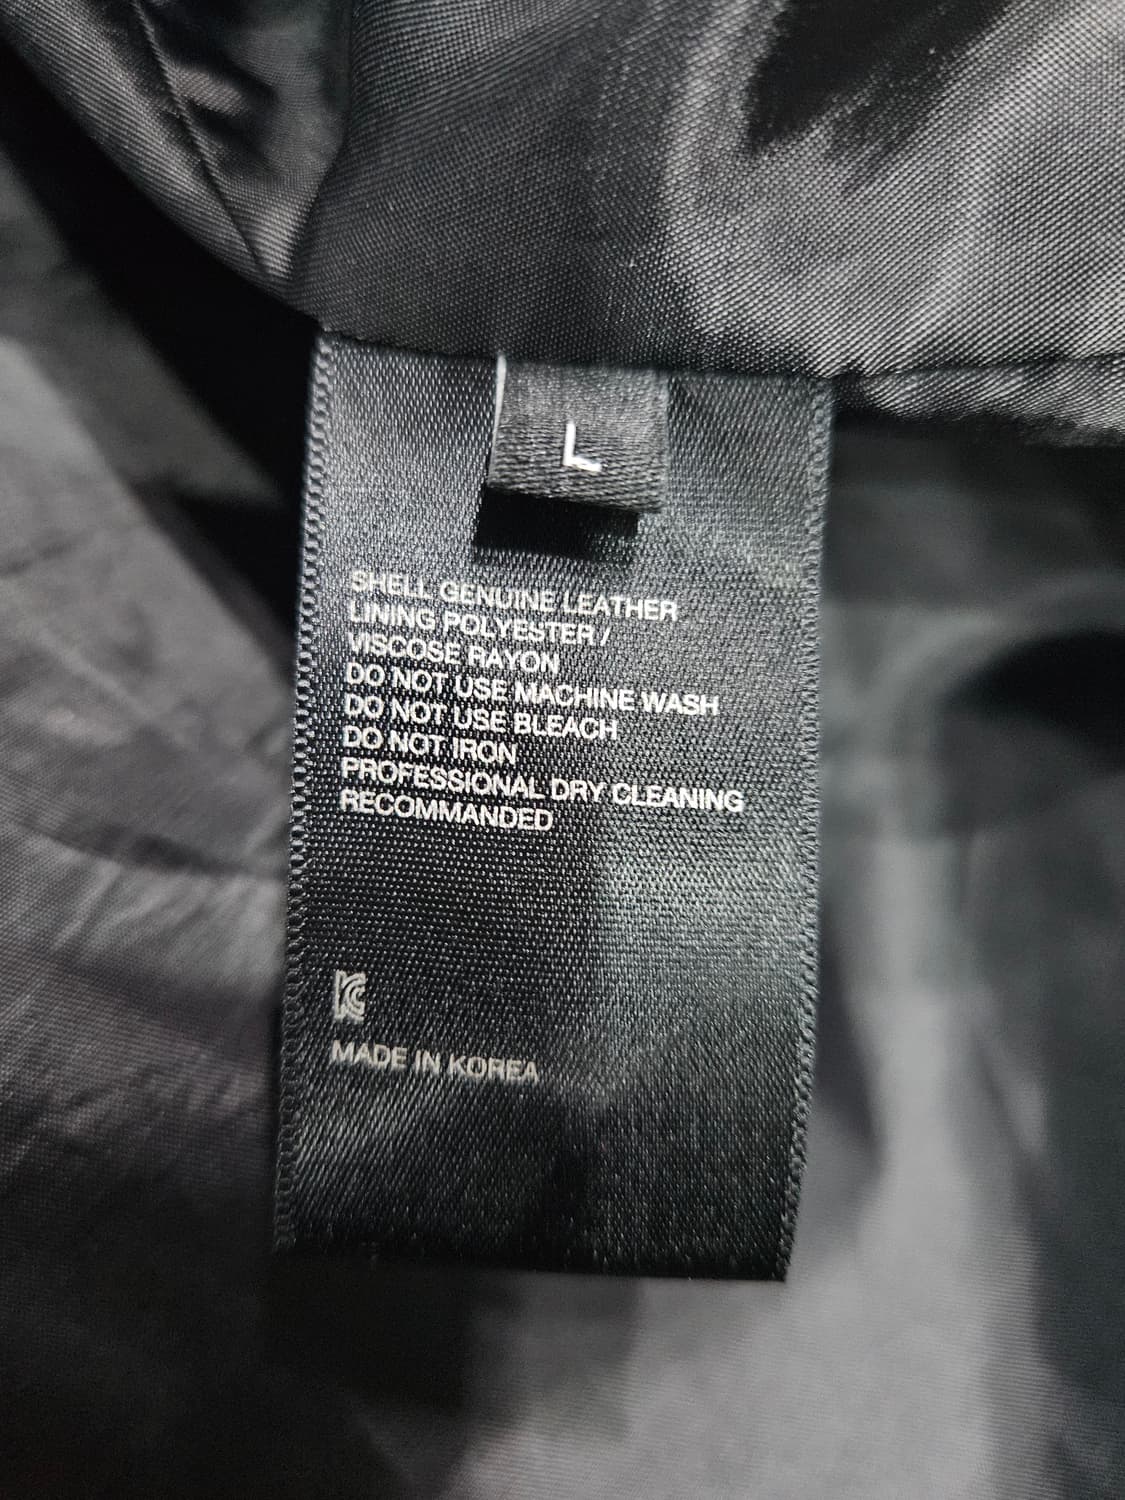 L
SHELL GENUINE LEATHER
LINING POLYESTER /
VISCOSE RAYON
DO NOT USE MACHINE WASH
DO NOT USE BLEACH
DO NOT IRON
PROFESSIONAL DRY CLEANING
RECOMMANDED
KC
MADE IN KOREA